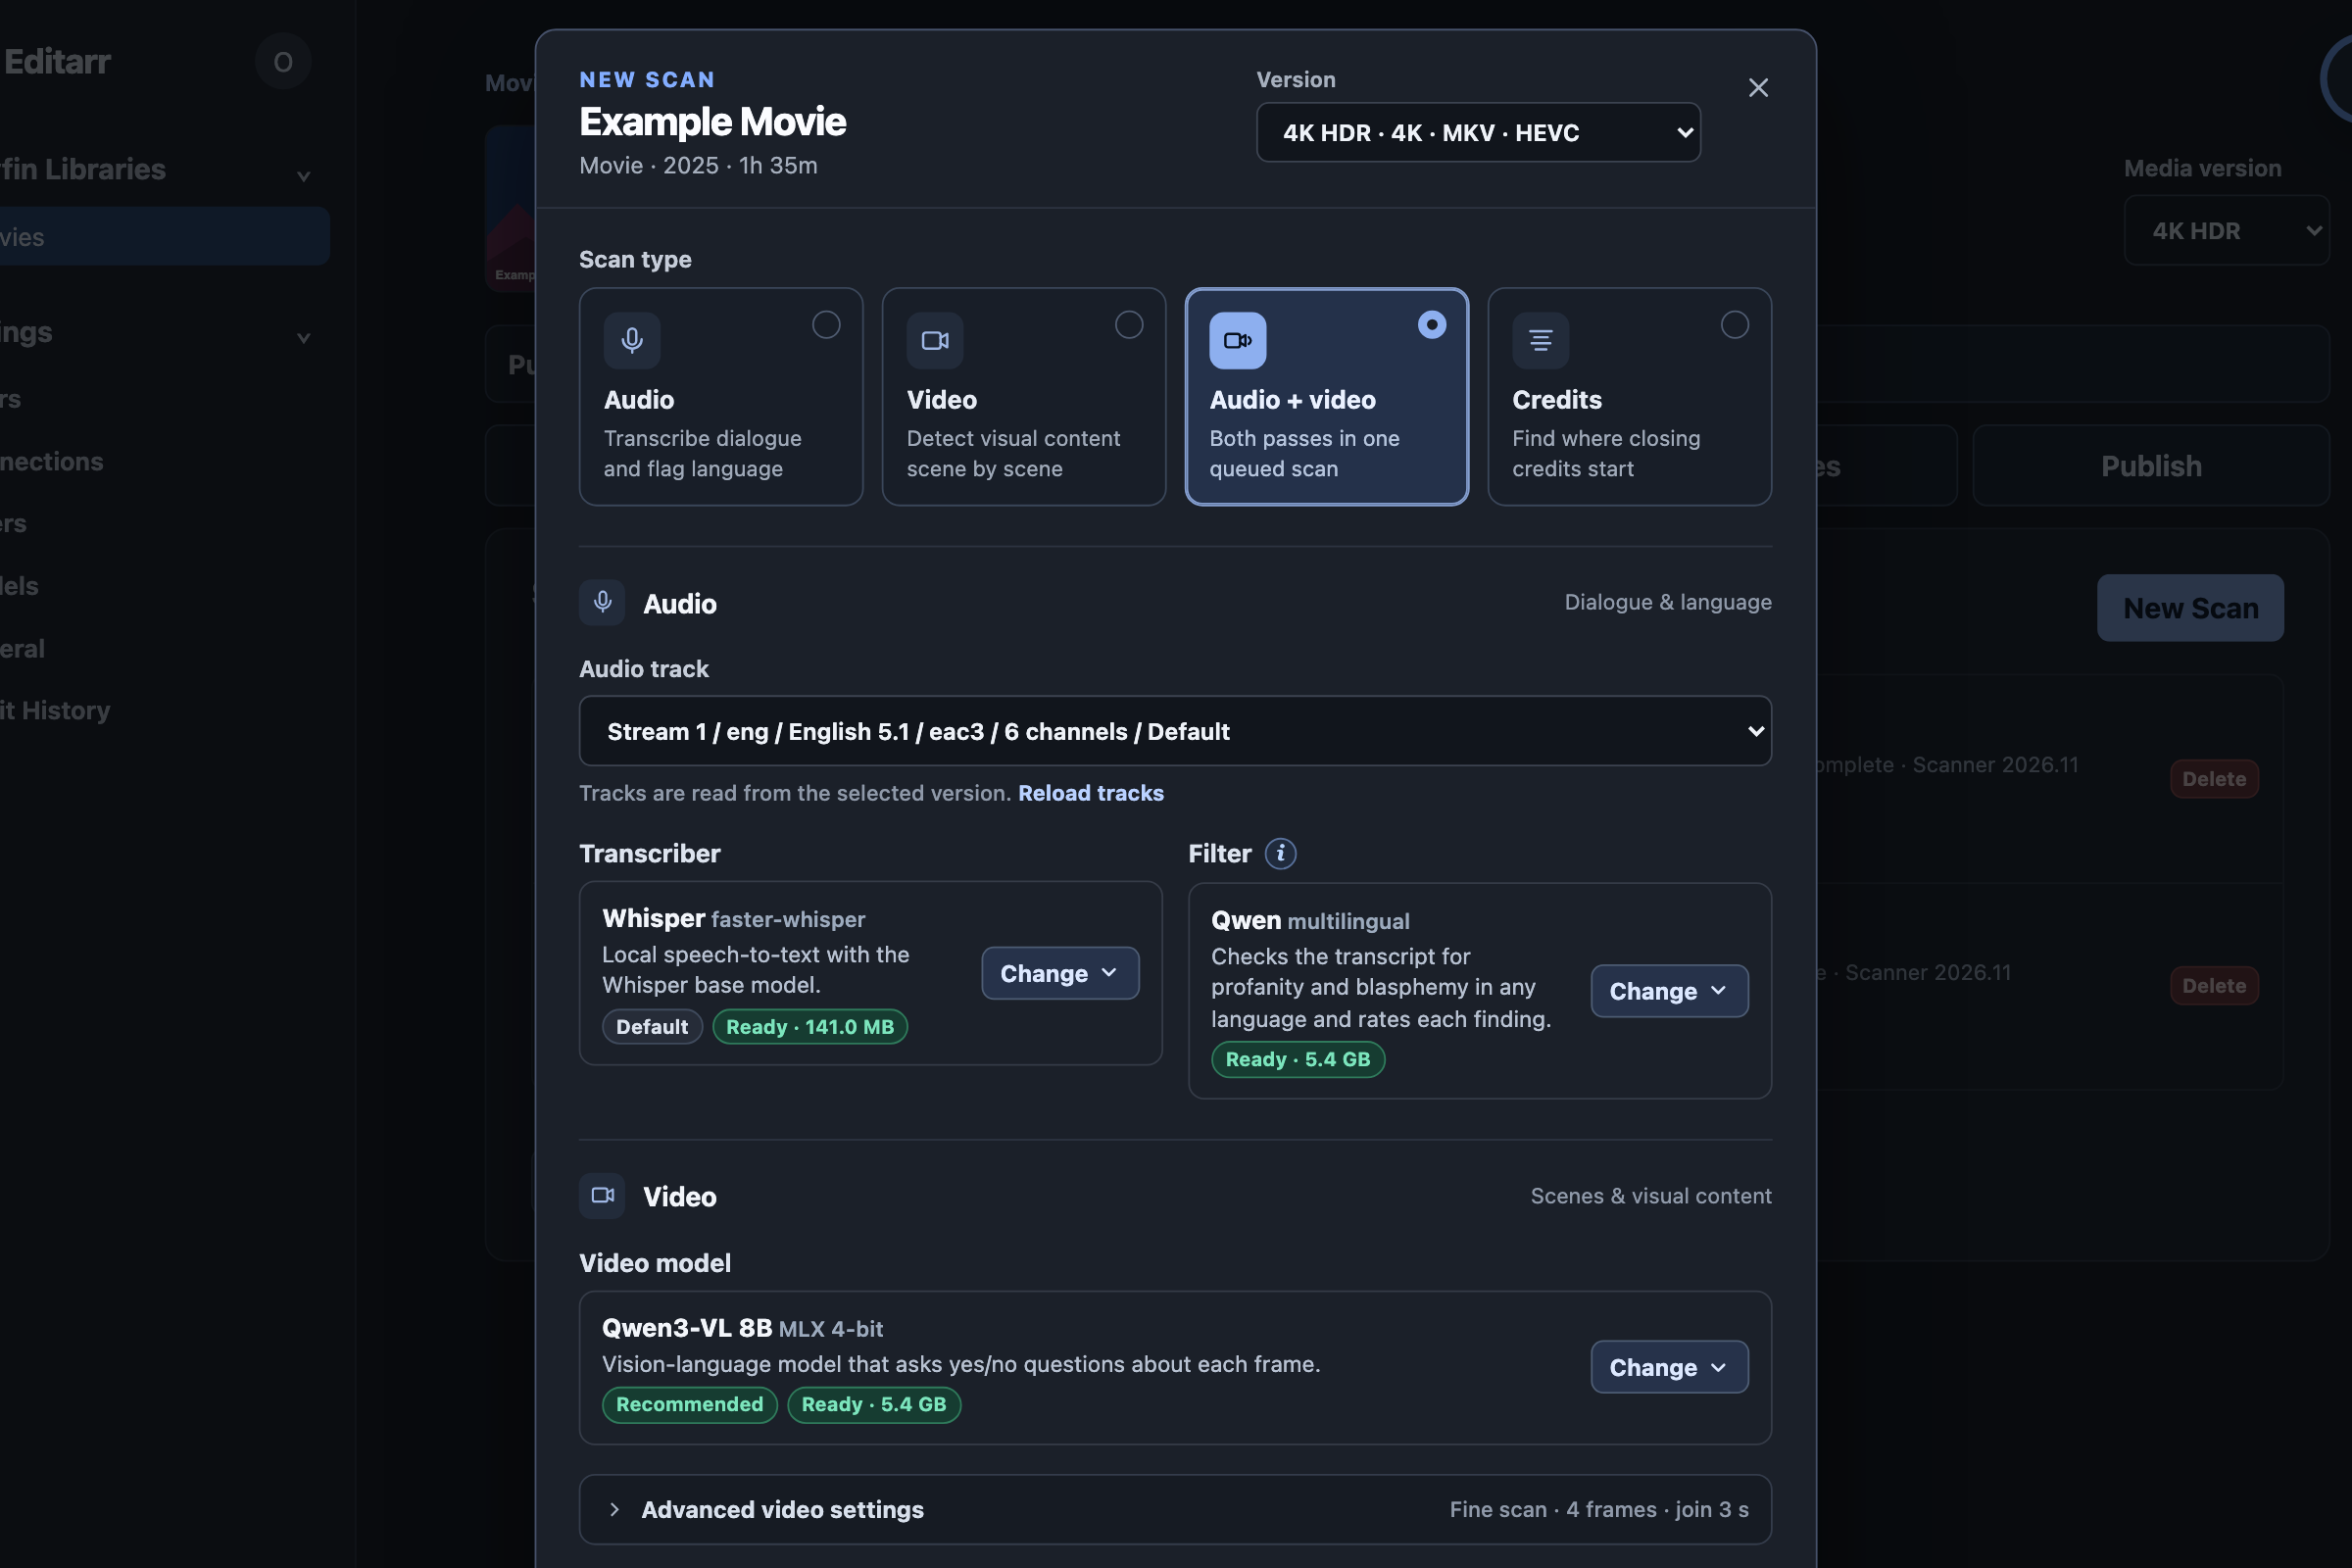 Editarr
O
fin Libraries
vies
ings
rs
nections
ers
lels
eral
it History
Movi
Examp
Pu
NEW SCAN
Example Movie
Movie · 2025 · 1h 35m
Version
4K HDR · 4K · MKV · HEVC
Scan type
Audio
Transcribe dialogue
and flag language
Video
Detect visual content
scene by scene
Audio + video
Both passes in one
queued scan
Credits
Find where closing
credits start
Audio
Dialogue & language
Audio track
Stream 1 / eng / English 5.1 / eac3 / 6 channels / Default
Tracks are read from the selected version. Reload tracks
Transcriber
Whisper faster-whisper
Local speech-to-text with the
Whisper base model.
Default
Ready · 141.0 MB
Change
Filter i
Qwen multilingual
Checks the transcript for
profanity and blasphemy in any
language and rates each finding.
Ready · 5.4 GB
Change
Video
Scenes & visual content
Video model
Qwen3-VL 8B MLX 4-bit
Vision-language model that asks yes/no questions about each frame.
Recommended
Ready · 5.4 GB
Change
Advanced video settings
Fine scan · 4 frames · join 3 s
Media version
4K HDR
es
Publish
New Scan
omplete · Scanner 2026.11
Delete
e · Scanner 2026.11
Delete